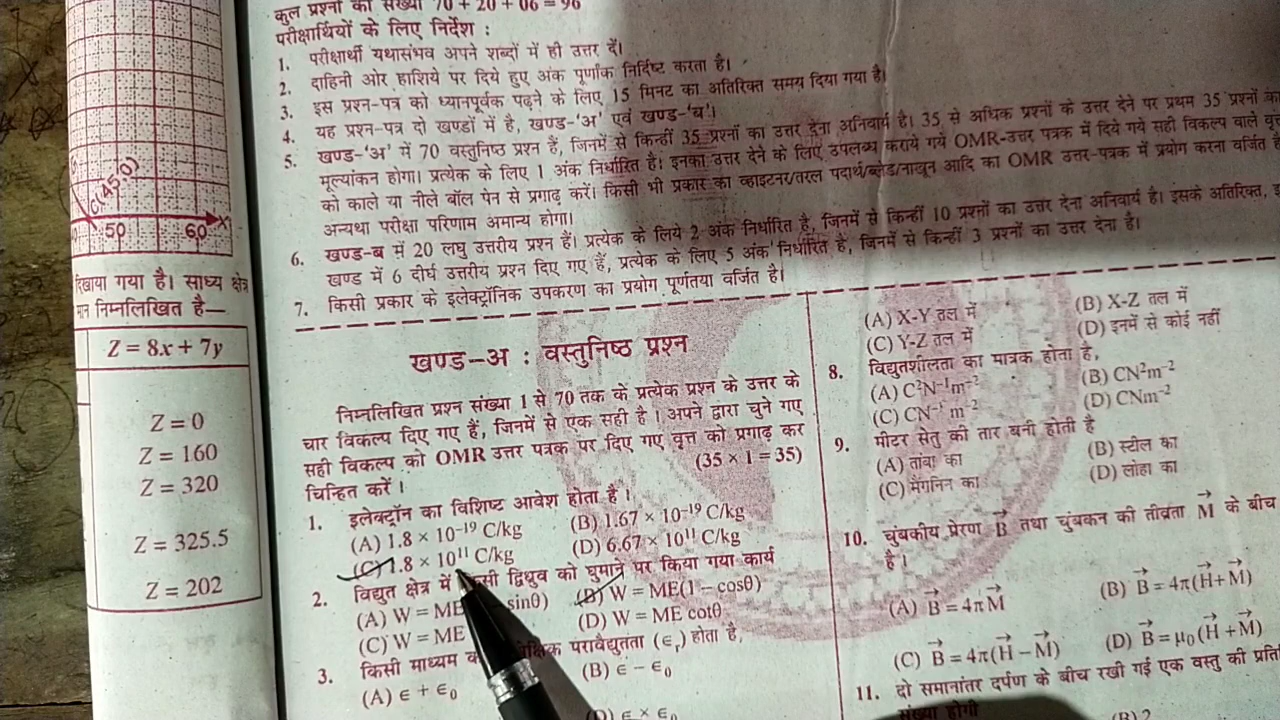 कुल प्रश्नों की संख्या 70 + 20 + 06 = 96
परीक्षार्थियों के लिए निर्देश :
1. परीक्षार्थी यथासंभव अपने शब्दों में ही उत्तर दें।
2. दाहिनी ओर हाशिये पर दिये हुए अंक पूर्णांक निर्दिष्ट करता है।
3. इस प्रश्न-पत्र को ध्यानपूर्वक पढ़ने के लिए 15 मिनट का अतिरिक्त समय दिया गया है।
4. यह प्रश्न-पत्र दो खण्डों में है, खण्ड-‘अ’ एवं खण्ड-‘ब’।
5. खण्ड-‘अ’ में 70 वस्तुनिष्ठ प्रश्न हैं, जिनमें से किन्हीं 35 प्रश्नों का उत्तर देना अनिवार्य है। 35 से अधिक प्रश्नों के उत्तर देने पर प्रथम 35 प्रश्नों का
मूल्यांकन होगा। प्रत्येक के लिए 1 अंक निर्धारित है। इनका उत्तर देने के लिए उपलब्ध कराये गये OMR-उत्तर पत्रक में दिये गये सही विकल्प वाले वृत्त
को काले या नीले बॉल पेन से प्रगाढ़ करें। किसी भी प्रकार का व्हाइटनर/तरल पदार्थ/ब्लेड/नाखून आदि का OMR उत्तर-पत्रक में प्रयोग करना वर्जित है
अन्यथा परीक्षा परिणाम अमान्य होगा।
6. खण्ड-ब में 20 लघु उत्तरीय प्रश्न हैं। प्रत्येक के लिये 2 अंक निर्धारित है, जिनमें से किन्हीं 10 प्रश्नों का उत्तर देना अनिवार्य है। इसके अतिरिक्त,
खण्ड में 6 दीर्घ उत्तरीय प्रश्न दिए गए हैं, प्रत्येक के लिए 5 अंक निर्धारित है, जिनमें से किन्हीं 3 प्रश्नों का उत्तर देना है।
7. किसी प्रकार के इलेक्ट्रॉनिक उपकरण का प्रयोग पूर्णतया वर्जित है।
C(45,0)
X
50 60
दिखाया गया है। साध्य क्षेत्र
मान निम्नलिखित है—
Z = 8x + 7y
Z = 0
Z = 160
Z = 320
Z = 325.5
Z = 202
खण्ड-अ : वस्तुनिष्ठ प्रश्न
निम्नलिखित प्रश्न संख्या 1 से 70 तक के प्रत्येक प्रश्न के उत्तर के
चार विकल्प दिए गए हैं, जिनमें से एक सही है। अपने द्वारा चुने गए
सही विकल्प को OMR उत्तर पत्रक पर दिए गए वृत्त को प्रगाढ़ कर
चिन्हित करें। (35 × 1 = 35)
1. इलेक्ट्रॉन का विशिष्ट आवेश होता है।
(A) 1.8 × 10⁻¹⁹ C/kg (B) 1.67 × 10⁻¹⁹ C/kg
(C) 1.8 × 10¹¹ C/kg (D) 6.67 × 10¹¹ C/kg
2. विद्युत क्षेत्र में किसी द्विध्रुव को घुमाने पर किया गया कार्य
(A) W = ME sinθ) (B) W = ME(1 − cosθ)
(C) W = ME (D) W = ME cotθ
3. किसी माध्यम परावैद्युतता (∈ᵣ) होता है,
(A) ∈ + ∈₀ (B) ∈ − ∈₀
(D) ∈ × ∈₀
(A) X-Y तल में (B) X-Z तल में
(C) Y-Z तल में (D) इनमें से कोई नहीं
8. विद्युतशीलता का मात्रक होता है,
(A) C²N⁻¹m⁻² (B) CN²m⁻²
(C) CN⁻¹ m⁻² (D) CNm⁻²
9. मीटर सेतु की तार बनी होती है
(A) तांबा का (B) स्टील का
(C) मैंगनिन का (D) लोहा का
10. चुंबकीय प्रेरण B⃗ तथा चुंबकन की तीव्रता M⃗ के बीच
है।
(A) B⃗ = 4πM⃗ (B) B⃗ = 4π(H⃗+M⃗)
(C) B⃗ = 4π(H⃗ − M⃗) (D) B⃗ = μ₀(H⃗ + M⃗)
11. दो समानांतर दर्पण के बीच रखी गई एक वस्तु की
संख्या होगी
(B) 2